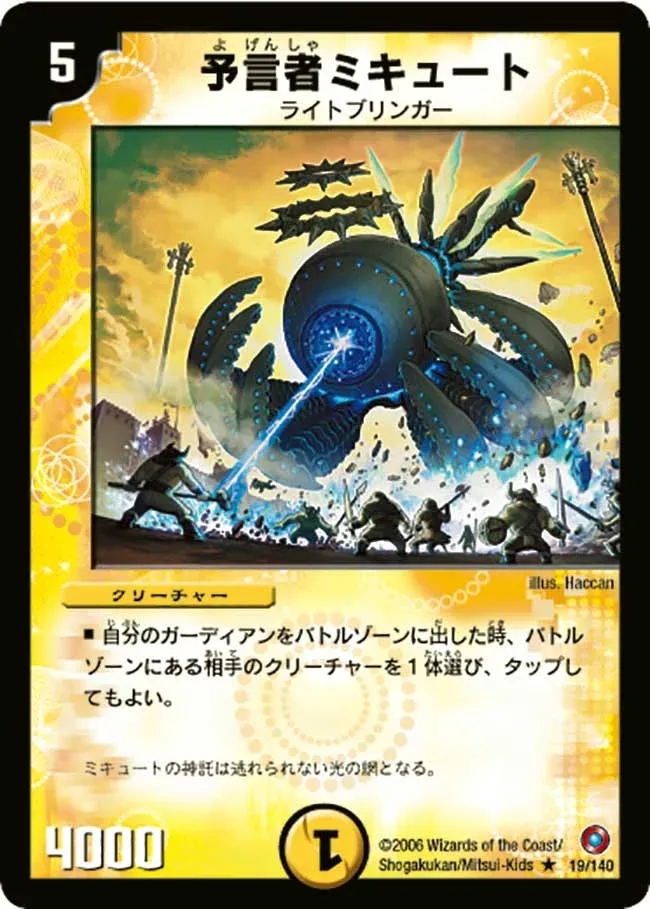 5
よげんしゃ
予言者ミキュート
ライトブリンガー
illus. Haccan
クリーチャー
■ 自分のガーディアンをバトルゾーンに出した時、バトル
ゾーンにある相手のクリーチャーを1体選び、タップし
てもよい。
ミキュートの神託は逃れられない光の網となる。
4000
1
©2006 Wizards of the Coast/
Shogakukan/Mitsui-Kids ★ 19/140